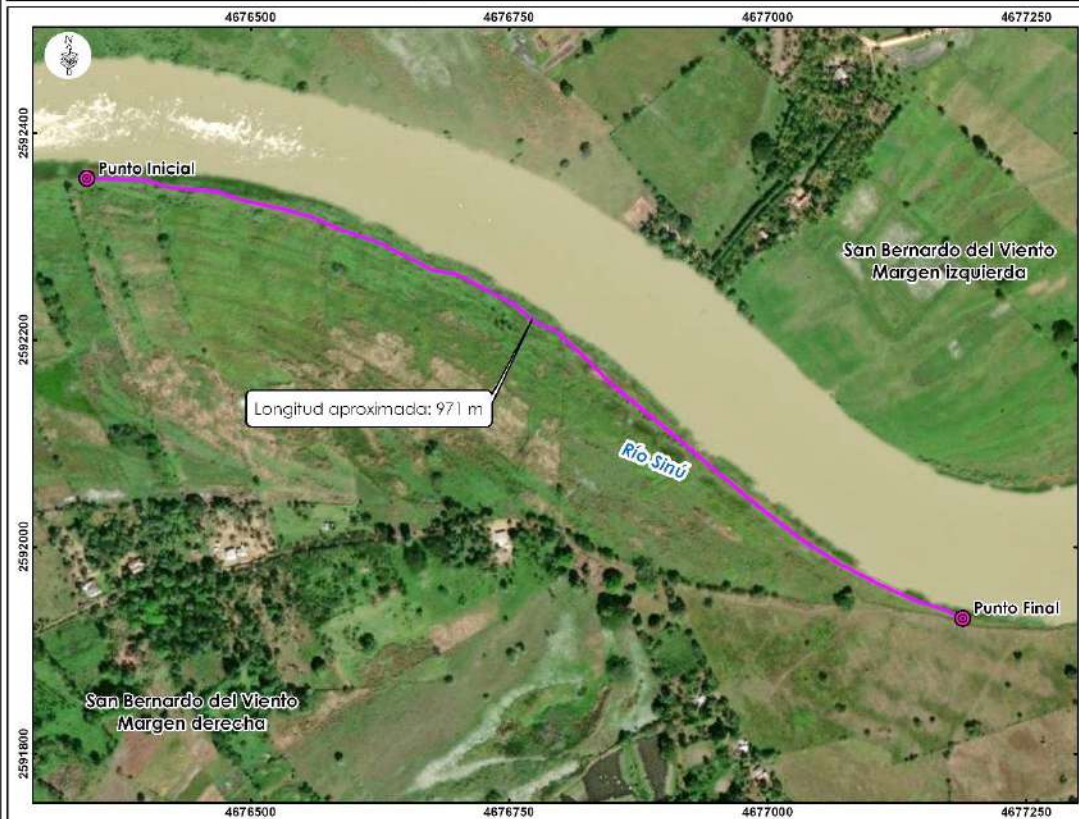 4676500 4676750 4677000 4677250
2592400
Punto Inicial
San Bernardo del Viento
Margen izquierda
2592200
Longitud aproximada: 971 m
Río Sinú
2592000
Punto Final
San Bernardo del Viento
Margen derecha
2591800
4676500 4676750 4677000 4677250